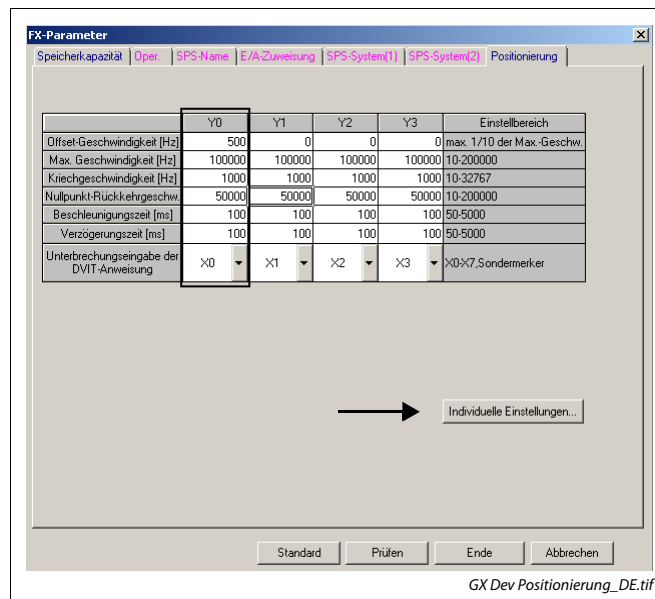 FX-Parameter
Speicherkapazität Oper. SPS-Name E/A-Zuweisung SPS-System(1) SPS-System(2) Positionierung
Y0 Y1 Y2 Y3 Einstellbereich
Offset-Geschwindigkeit [Hz] 500 0 0 0 max. 1/10 der Max.-Geschw.
Max. Geschwindigkeit [Hz] 100000 100000 100000 100000 10-200000
Kriechgeschwindigkeit [Hz] 1000 1000 1000 1000 10-32767
Nullpunkt-Rückkehrgeschw. 50000 50000 50000 50000 10-200000
Beschleunigungszeit [ms] 100 100 100 100 50-5000
Verzögerungszeit [ms] 100 100 100 100 50-5000
Unterbrechungseingabe der
DVIT-Anweisung X0 X1 X2 X3 X0-X7,Sondermerker
Individuelle Einstellungen...
Standard Prüfen Ende Abbrechen
GX Dev Positionierung_DE.tif